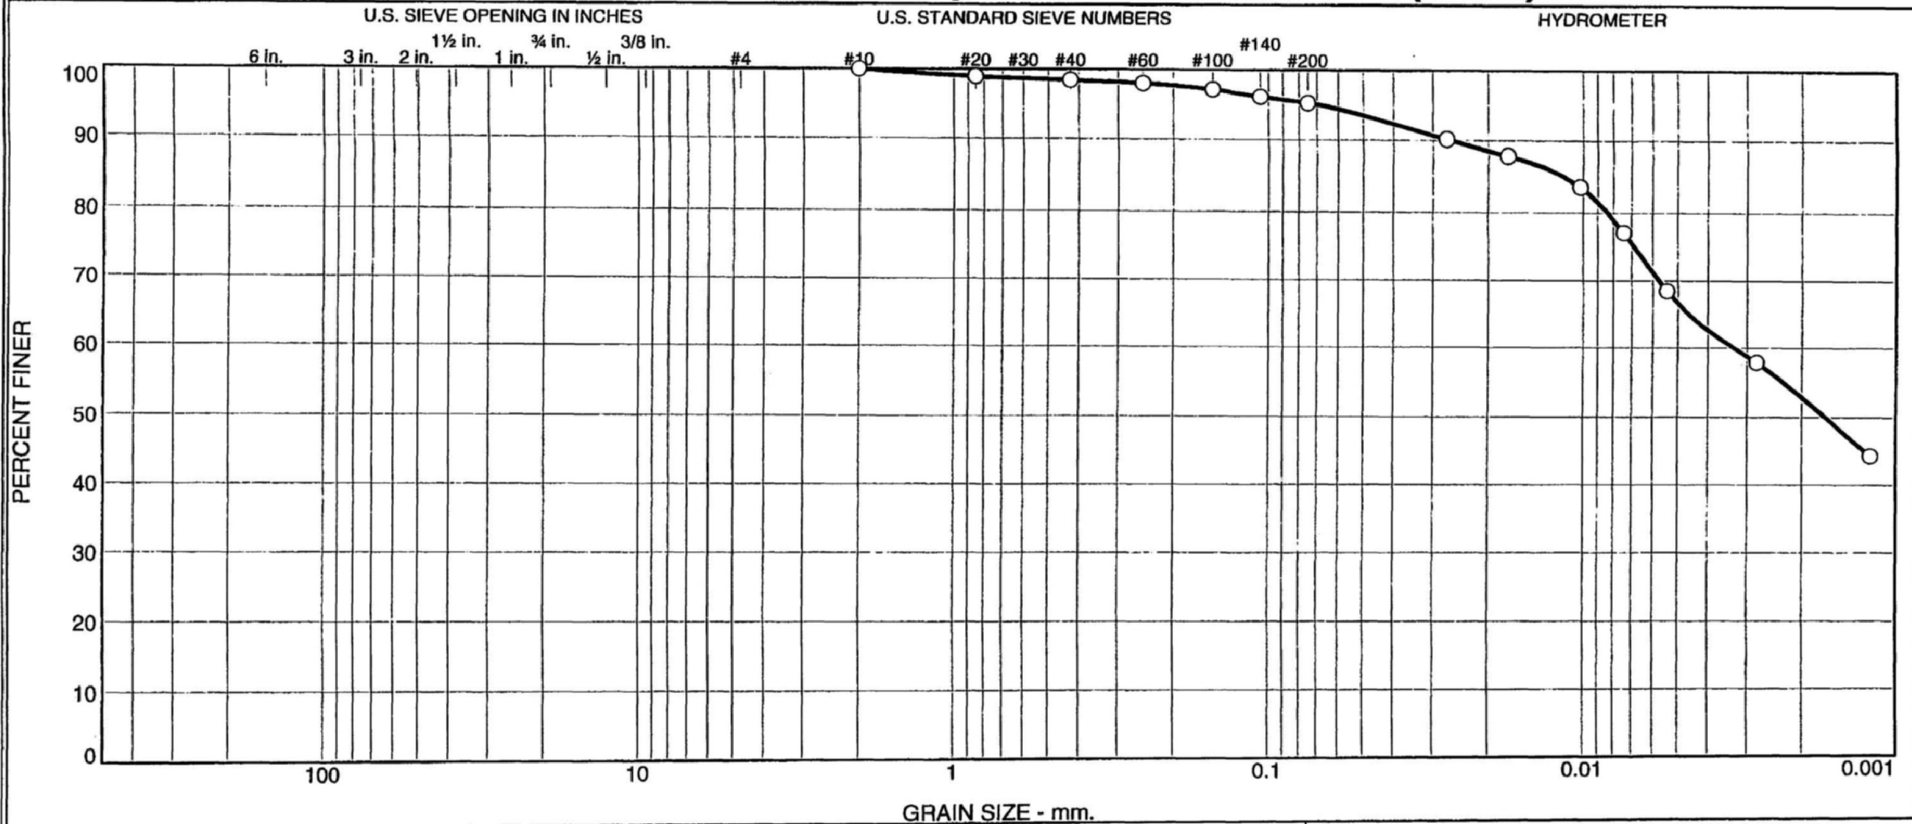 U.S. SIEVE OPENING IN INCHES U.S. STANDARD SIEVE NUMBERS HYDROMETER
6 in. 3 in. 2 in. 1½ in. 1 in. ¾ in. ½ in. 3/8 in. #4 #10 #20 #30 #40 #60 #100 #140 #200
100
90
80
70
60
50
40
30
20
10
0
PERCENT FINER
100 10 1 0.1 0.01 0.001
GRAIN SIZE - mm.